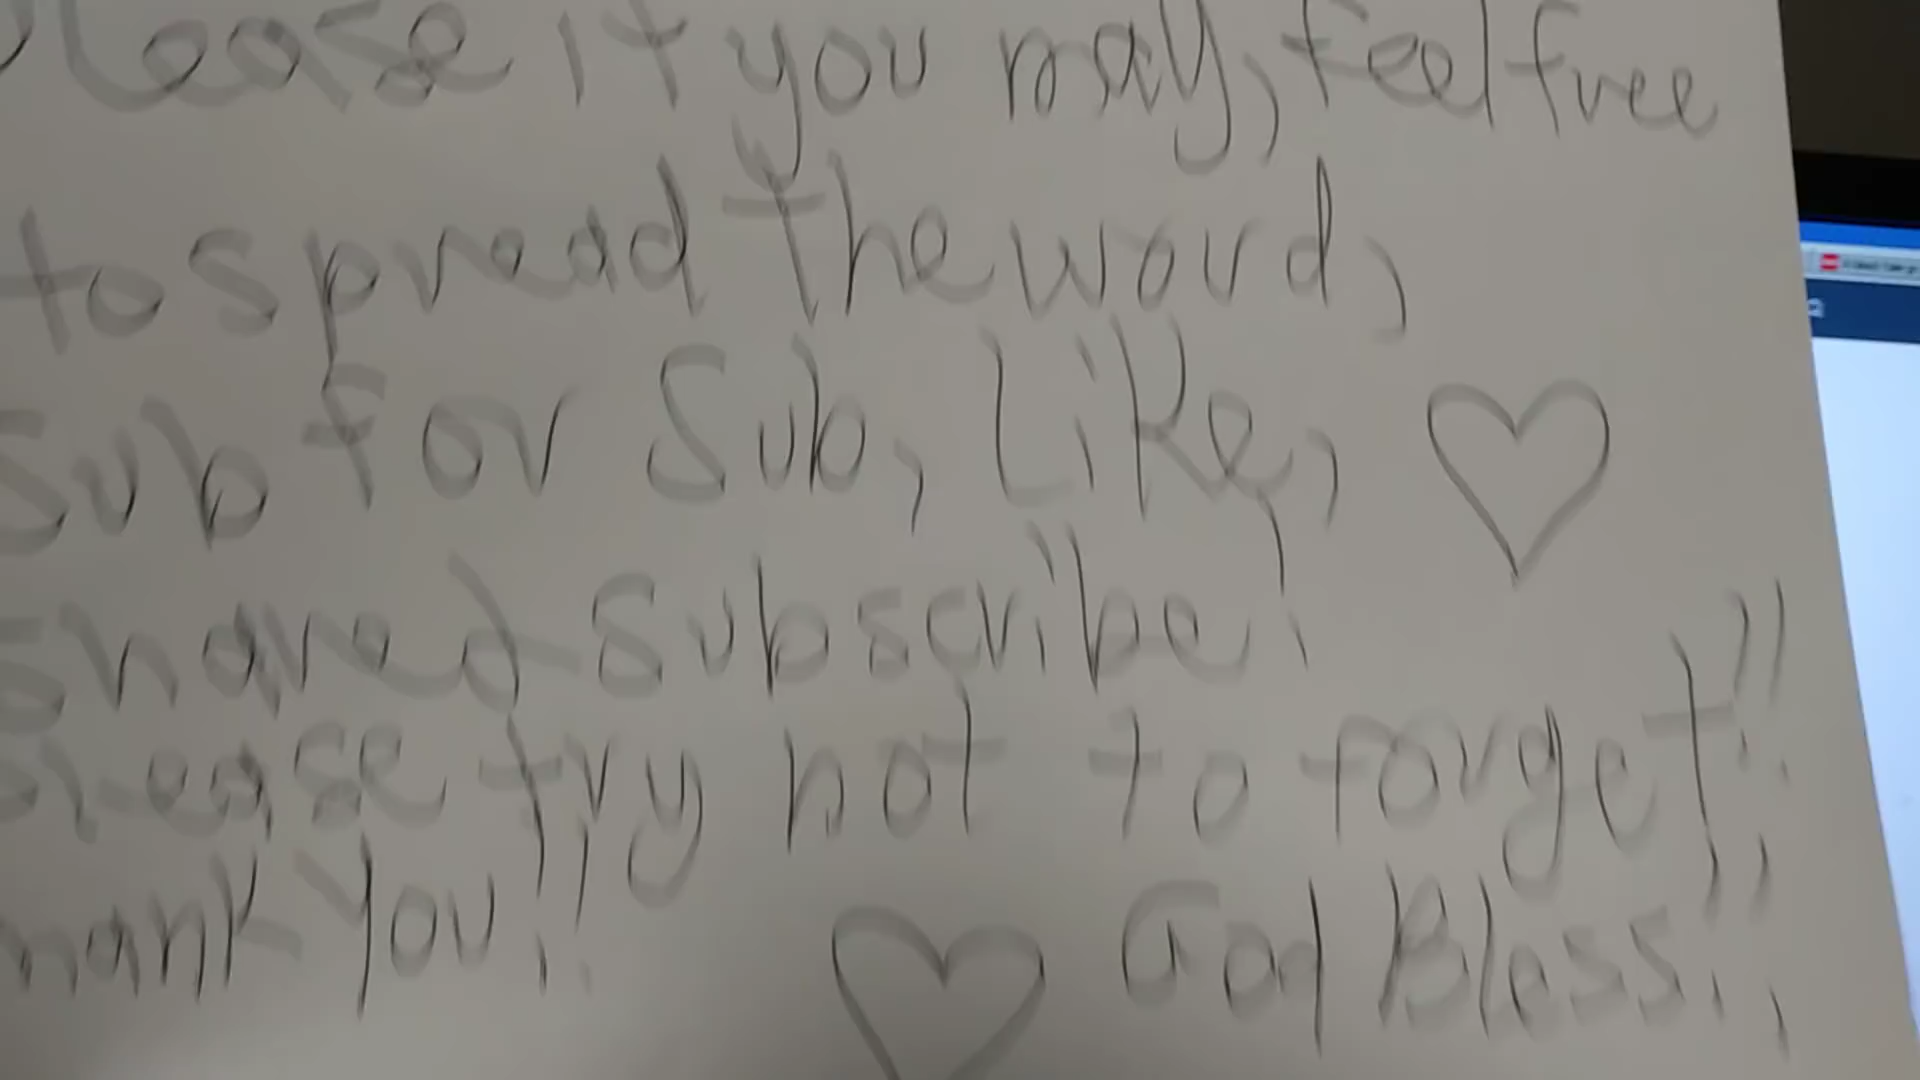 Please if you may, feel free
to spread the word,
Sub for Sub, Like, ♡
Share & Subscribe!
Please try not to forget!!
Thank You!! ♡ God Bless!!